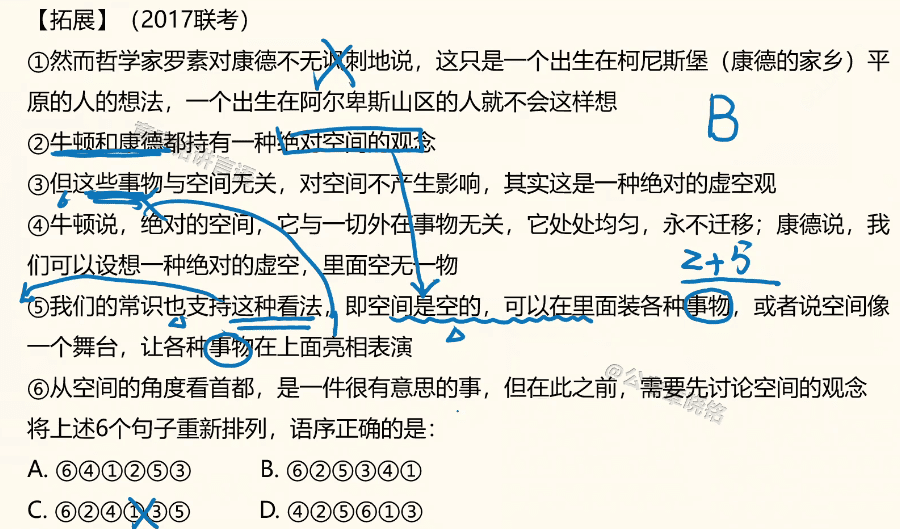 【拓展】（2017联考）
①然而哲学家罗素对康德不无讽刺地说，这只是一个出生在柯尼斯堡（康德的家乡）平
原的人的想法，一个出生在阿尔卑斯山区的人就不会这样想
B
②牛顿和康德都持有一种绝对空间的观念
③但这些事物与空间无关，对空间不产生影响，其实这是一种绝对的虚空观
④牛顿说，绝对的空间，它与一切外在事物无关，它处处均匀，永不迁移；康德说，我
们可以设想一种绝对的虚空，里面空无一物
2+5
⑤我们的常识也支持这种看法，即空间是空的，可以在里面装各种事物，或者说空间像
一个舞台，让各种事物在上面亮相表演
⑥从空间的角度看首都，是一件很有意思的事，但在此之前，需要先讨论空间的观念
将上述6个句子重新排列，语序正确的是：
A. ⑥④①②⑤③ B. ⑥②⑤③④①
C. ⑥②④①③⑤ D. ④②⑤⑥①③